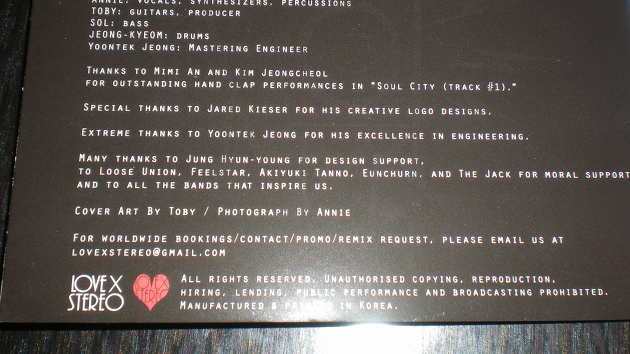 ANNIE: VOCALS, SYNTHESIZERS, PERCUSSIONS
TOBY: GUITARS, PRODUCER
SOL: BASS
JEONG-KYEOM: DRUMS
YOONTEK JEONG: MASTERING ENGINEER
THANKS TO MIMI AN AND KIM JEONGCHEOL
FOR OUTSTANDING HAND CLAP PERFORMANCES IN "SOUL CITY (TRACK #1)."
SPECIAL THANKS TO JARED KIESER FOR HIS CREATIVE LOGO DESIGNS.
EXTREME THANKS TO YOONTEK JEONG FOR HIS EXCELLENCE IN ENGINEERING.
MANY THANKS TO JUNG HYUN-YOUNG FOR DESIGN SUPPORT,
TO LOOSE UNION, FEELSTAR, AKIYUKI TANNO, EUNCHURN, AND THE JACK FOR MORAL SUPPORT
AND TO ALL THE BANDS THAT INSPIRE US.
COVER ART BY TOBY / PHOTOGRAPH BY ANNIE
FOR WORLDWIDE BOOKINGS/CONTACT/PROMO/REMIX REQUEST, PLEASE EMAIL US AT
LOVEXSTEREO@GMAIL.COM
LOVE X
STEREO
LOVE X
STEREO
ALL RIGHTS RESERVED. UNAUTHORISED COPYING, REPRODUCTION,
HIRING, LENDING, PUBLIC PERFORMANCE AND BROADCASTING PROHIBITED.
MANUFACTURED & PRINTED IN KOREA.